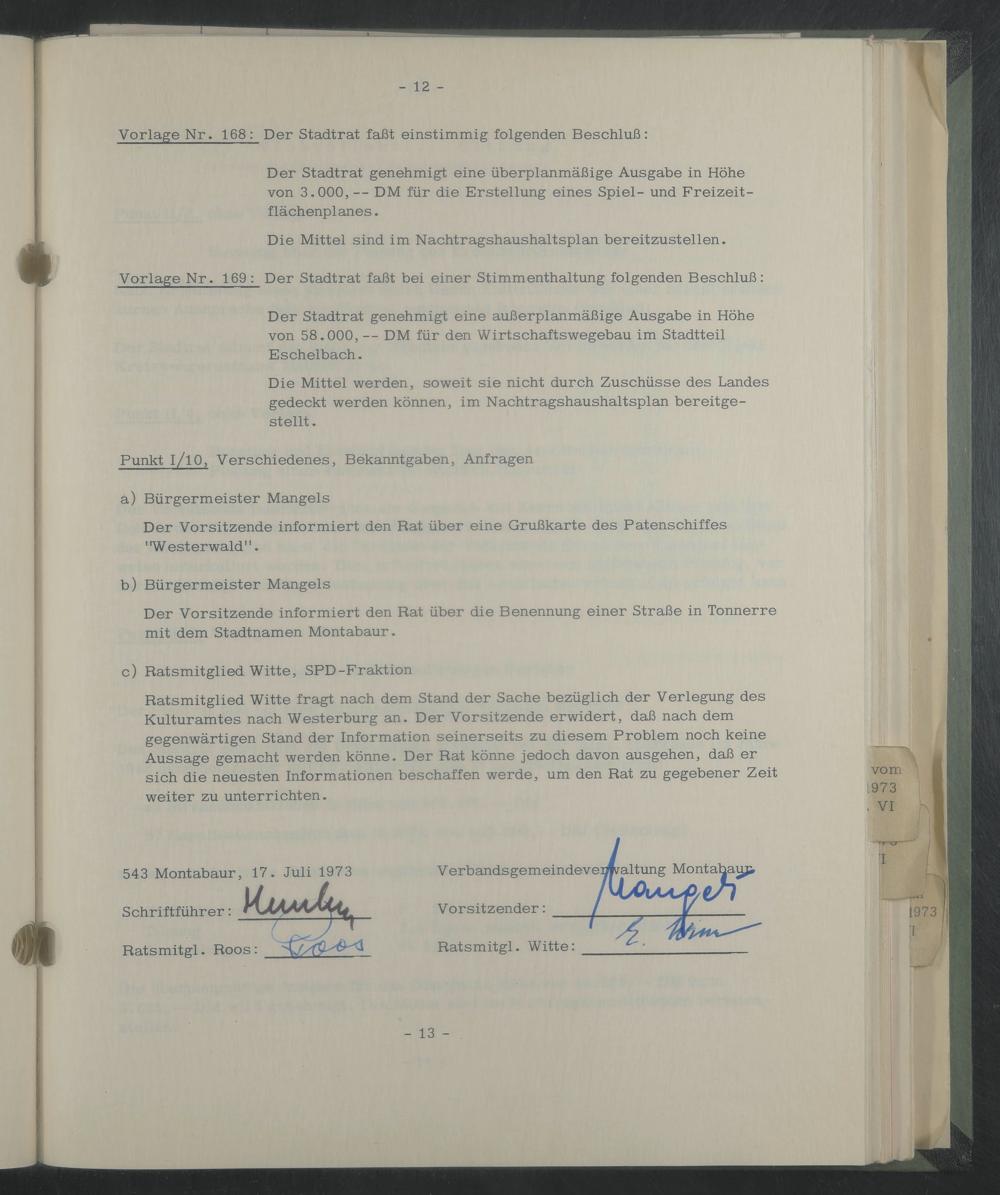 - 12 -
Vorlage Nr. 168: Der Stadtrat faßt einstimmig folgenden Beschluß:
Der Stadtrat genehmigt eine überplanmäßige Ausgabe in Höhe
von 3.000,-- DM für die Erstellung eines Spiel- und Freizeit-
flächenplanes.
Die Mittel sind im Nachtragshaushaltsplan bereitzustellen.
Vorlage Nr. 169: Der Stadtrat faßt bei einer Stimmenthaltung folgenden Beschluß:
Der Stadtrat genehmigt eine außerplanmäßige Ausgabe in Höhe
von 58.000,-- DM für den Wirtschaftswegebau im Stadtteil
Eschelbach.
Die Mittel werden, soweit sie nicht durch Zuschüsse des Landes
gedeckt werden können, im Nachtragshaushaltsplan bereitge-
stellt.
Punkt I/10, Verschiedenes, Bekanntgaben, Anfragen
a) Bürgermeister Mangels
Der Vorsitzende informiert den Rat über eine Grußkarte des Patenschiffes
"Westerwald".
b) Bürgermeister Mangels
Der Vorsitzende informiert den Rat über die Benennung einer Straße in Tonnerre
mit dem Stadtnamen Montabaur.
c) Ratsmitglied Witte, SPD-Fraktion
Ratsmitglied Witte fragt nach dem Stand der Sache bezüglich der Verlegung des
Kulturamtes nach Westerburg an. Der Vorsitzende erwidert, daß nach dem
gegenwärtigen Stand der Information seinerseits zu diesem Problem noch keine
Aussage gemacht werden könne. Der Rat könne jedoch davon ausgehen, daß er
sich die neuesten Informationen beschaffen werde, um den Rat zu gegebener Zeit
weiter zu unterrichten.
543 Montabaur, 17. Juli 1973
Verbandsgemeindeverwaltung Montabaur
Schriftführer:
Vorsitzender: Mangels
Ratsmitgl. Roos: Roos
Ratsmitgl. Witte:
- 13 -
vom
1973
. VI
1973